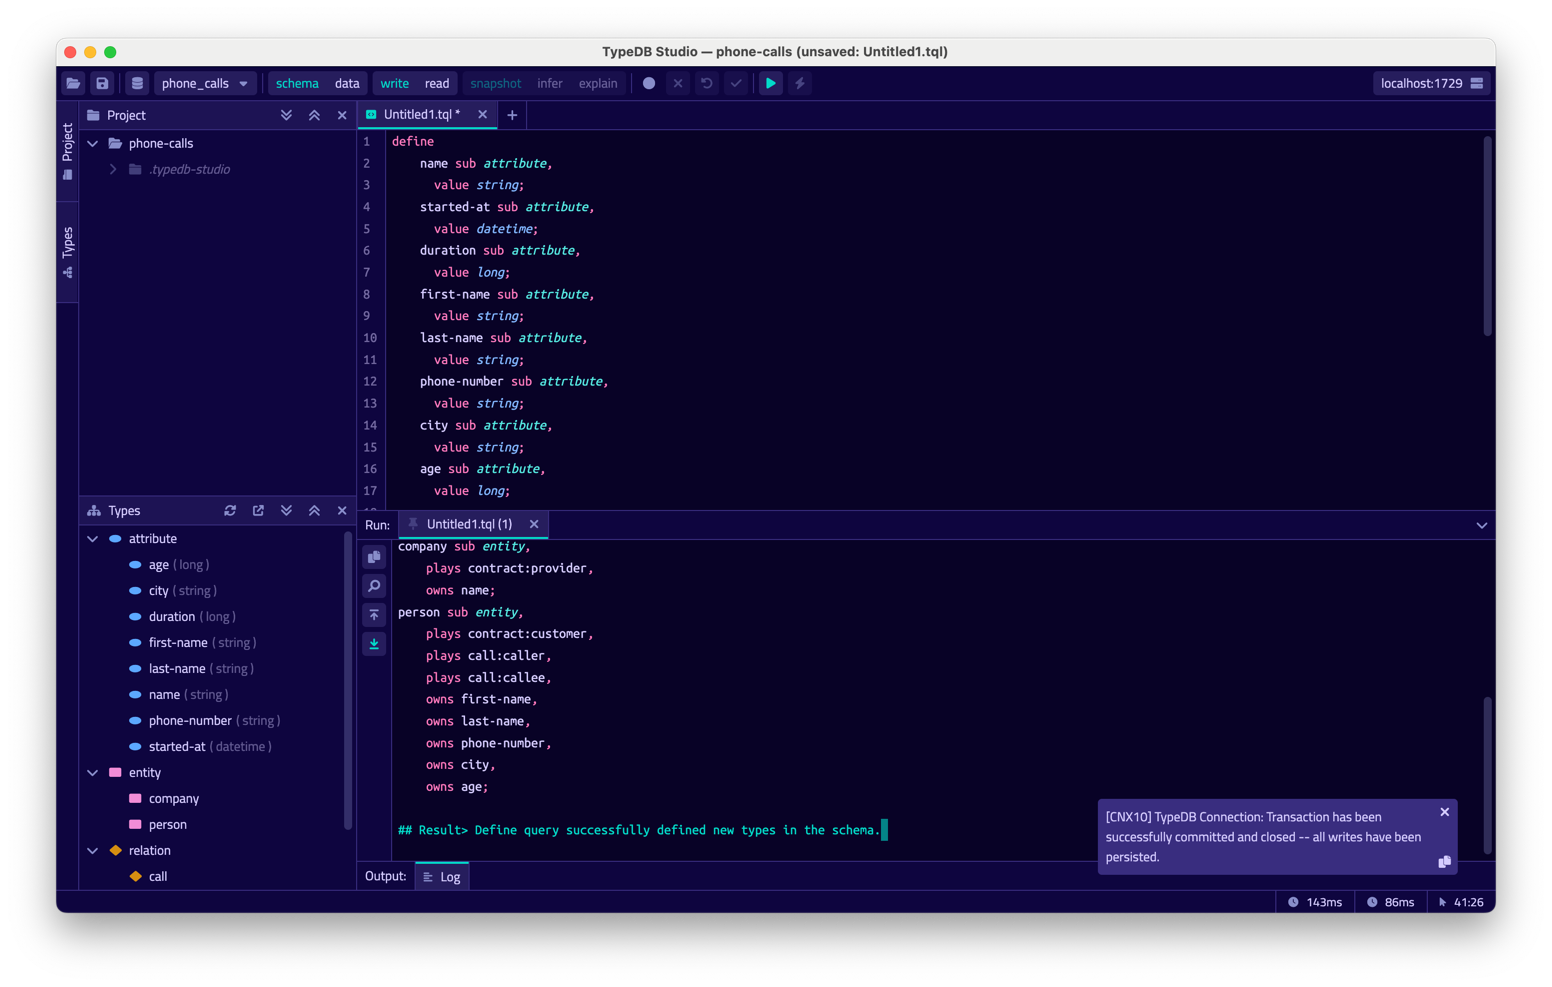 TypeDB Studio — phone-calls (unsaved: Untitled1.tql)
phone_calls schema data write read snapshot infer explain localhost:1729
Project
Types
Project
phone-calls
.typedb-studio
Untitled1.tql *
1 define
2 name sub attribute,
3 value string;
4 started-at sub attribute,
5 value datetime;
6 duration sub attribute,
7 value long;
8 first-name sub attribute,
9 value string;
10 last-name sub attribute,
11 value string;
12 phone-number sub attribute,
13 value string;
14 city sub attribute,
15 value string;
16 age sub attribute,
17 value long;
Types
attribute
age (long)
city (string)
duration (long)
first-name (string)
last-name (string)
name (string)
phone-number (string)
started-at (datetime)
entity
company
person
relation
call
Run: Untitled1.tql (1)
company sub entity,
plays contract:provider,
owns name;
person sub entity,
plays contract:customer,
plays call:caller,
plays call:callee,
owns first-name,
owns last-name,
owns phone-number,
owns city,
owns age;
## Result> Define query successfully defined new types in the schema.
[CNX10] TypeDB Connection: Transaction has been
successfully committed and closed -- all writes have been
persisted.
Output: Log
143ms 86ms 41:26